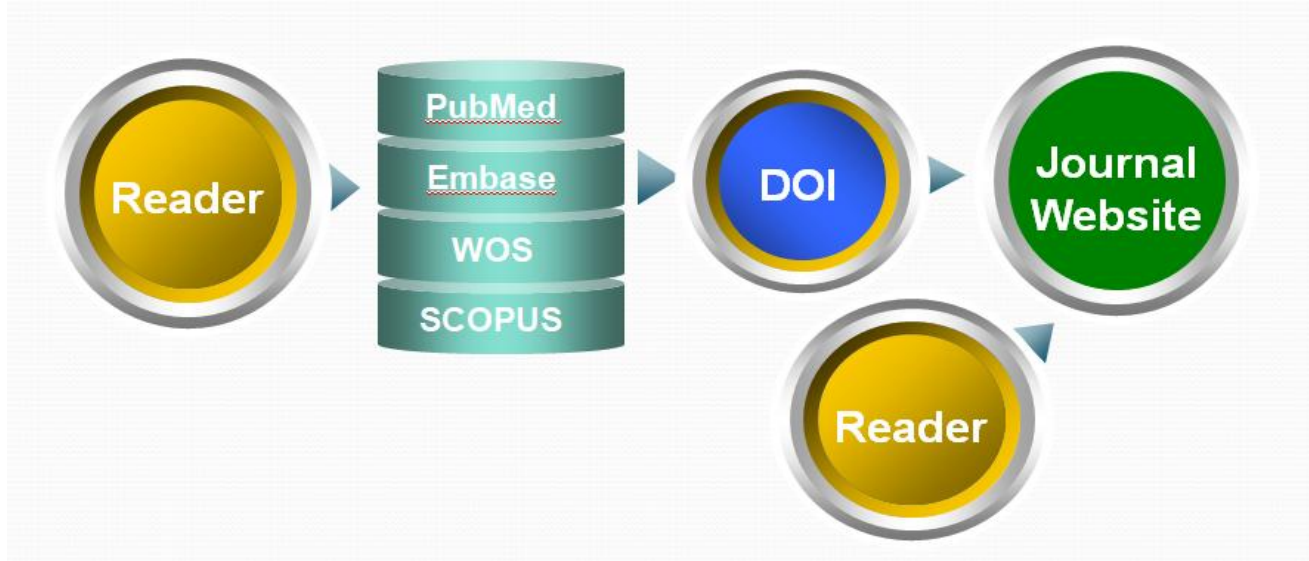 Reader
PubMed
Embase
WOS
SCOPUS
DOI
Journal
Website
Reader